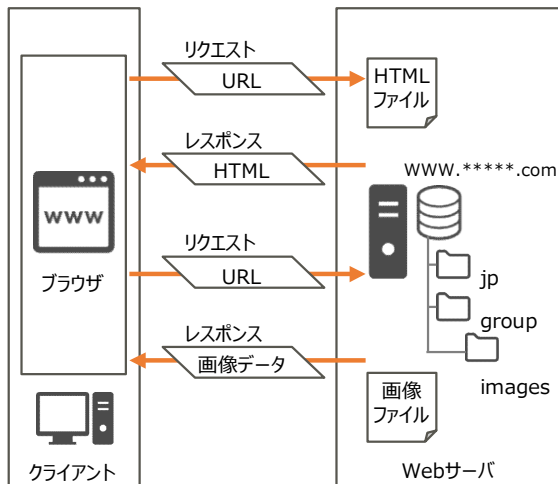 リクエスト
URL
HTML
ファイル
レスポンス
HTML
www.*****.com
WWW
ブラウザ
リクエスト
URL
jp
group
レスポンス
画像データ
images
画像
ファイル
クライアント
Webサーバ